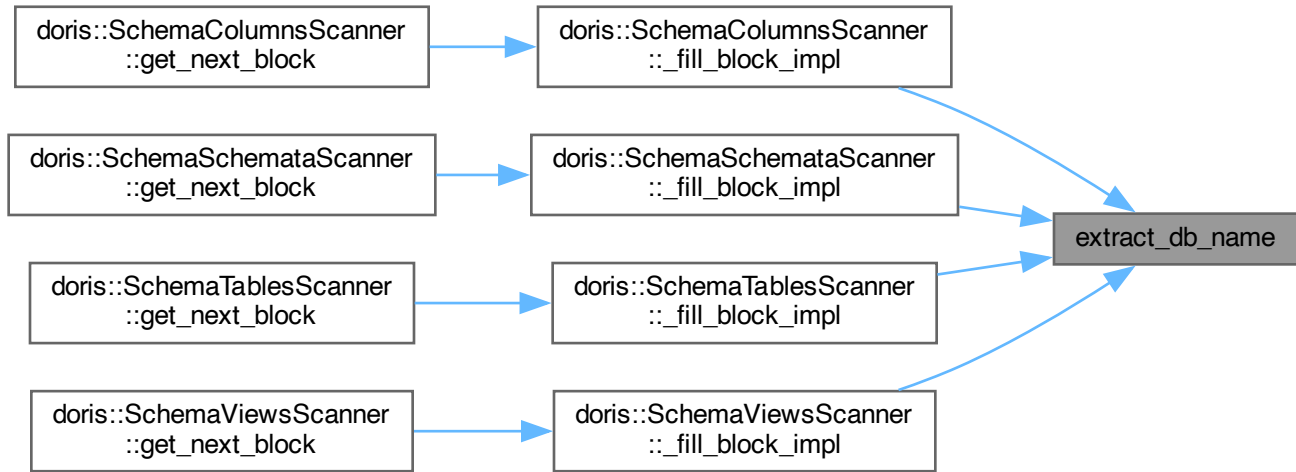 doris::SchemaColumnsScanner
::get_next_block
doris::SchemaColumnsScanner
::_fill_block_impl
doris::SchemaSchemataScanner
::get_next_block
doris::SchemaSchemataScanner
::_fill_block_impl
extract_db_name
doris::SchemaTablesScanner
::get_next_block
doris::SchemaTablesScanner
::_fill_block_impl
doris::SchemaViewsScanner
::get_next_block
doris::SchemaViewsScanner
::_fill_block_impl